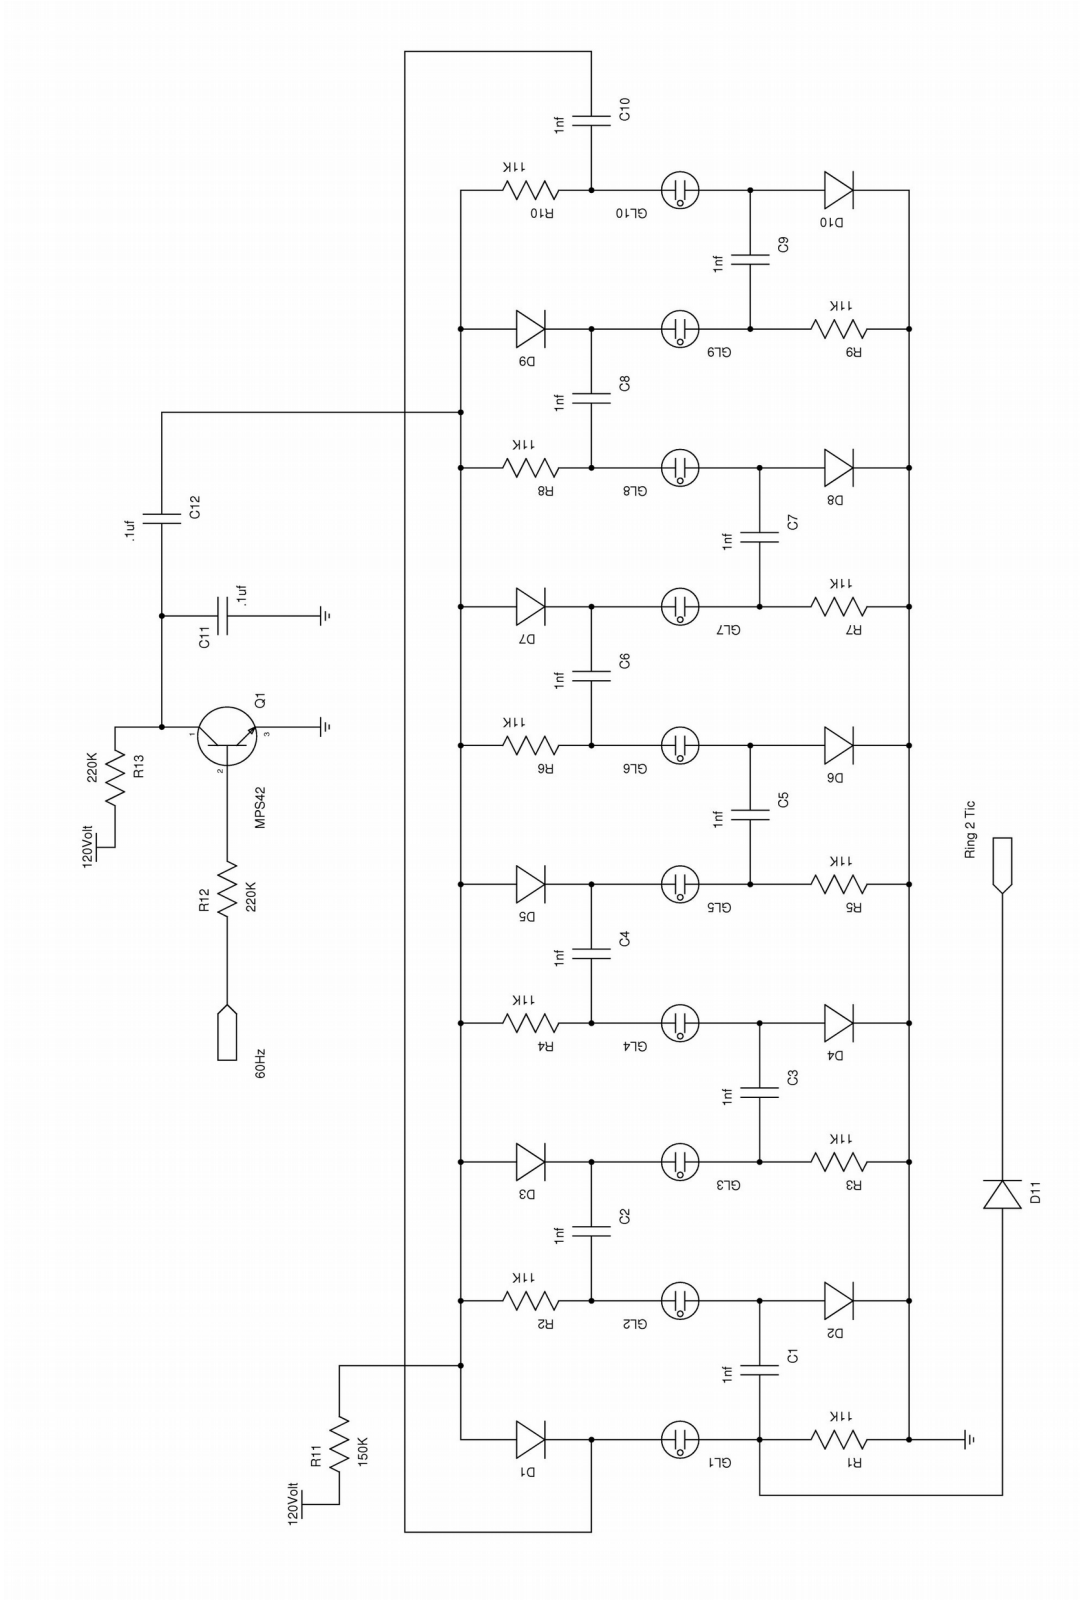 C10
1nf
11K
R10
GL10
D10
C9
1nf
D9
GL9
11K
R9
C8
1nf
11K
R8
GL8
D8
C12
.1uf
C7
1nf
.1uf
C11
D7
GL7
11K
R7
C6
1nf
Q1
1
2
3
MPS42
220K
R13
120Volt
11K
R6
GL6
D6
C5
1nf
R12
220K
D5
GL5
11K
R5
Ring 2 Tic
C4
1nf
60Hz
11K
R4
GL4
D4
C3
1nf
D3
GL3
11K
R3
D11
C2
1nf
11K
R2
GL2
D2
C1
1nf
R11
150K
120Volt
D1
GL1
11K
R1